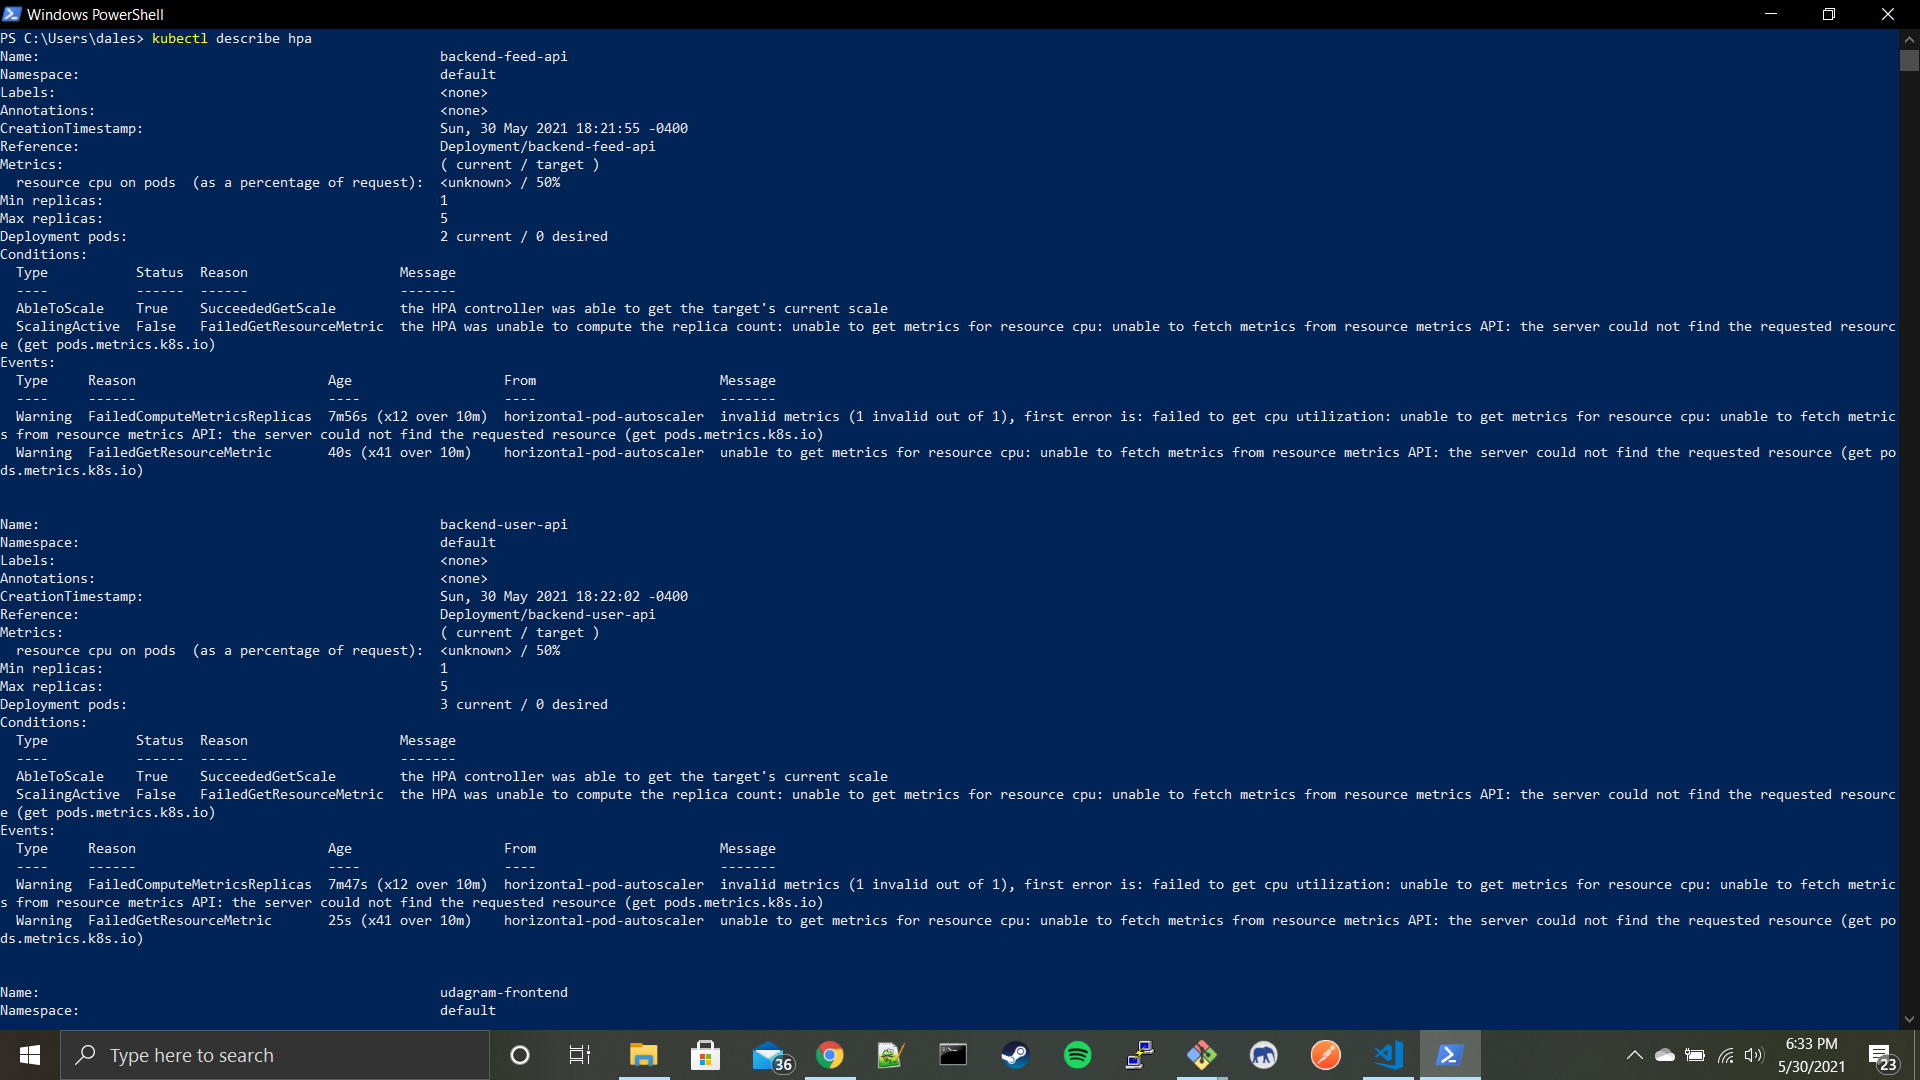 Windows PowerShell
PS C:\Users\dales> kubectl describe hpa
Name:                                                  backend-feed-api
Namespace:                                             default
Labels:                                                <none>
Annotations:                                           <none>
CreationTimestamp:                                     Sun, 30 May 2021 18:21:55 -0400
Reference:                                             Deployment/backend-feed-api
Metrics:                                               ( current / target )
  resource cpu on pods  (as a percentage of request):  <unknown> / 50%
Min replicas:                                          1
Max replicas:                                          5
Deployment pods:                                       2 current / 0 desired
Conditions:
  Type           Status  Reason                   Message
  ----           ------  ------                   -------
  AbleToScale    True    SucceededGetScale        the HPA controller was able to get the target's current scale
  ScalingActive  False   FailedGetResourceMetric  the HPA was unable to compute the replica count: unable to get metrics for resource cpu: unable to fetch metrics from resource metrics API: the server could not find the requested resourc
e (get pods.metrics.k8s.io)
Events:
  Type     Reason                        Age                   From                       Message
  ----     ------                        ----                  ----                       -------
  Warning  FailedComputeMetricsReplicas  7m56s (x12 over 10m)  horizontal-pod-autoscaler  invalid metrics (1 invalid out of 1), first error is: failed to get cpu utilization: unable to get metrics for resource cpu: unable to fetch metric
s from resource metrics API: the server could not find the requested resource (get pods.metrics.k8s.io)
  Warning  FailedGetResourceMetric       40s (x41 over 10m)    horizontal-pod-autoscaler  unable to get metrics for resource cpu: unable to fetch metrics from resource metrics API: the server could not find the requested resource (get po
ds.metrics.k8s.io)
Name:                                                  backend-user-api
Namespace:                                             default
Labels:                                                <none>
Annotations:                                           <none>
CreationTimestamp:                                     Sun, 30 May 2021 18:22:02 -0400
Reference:                                             Deployment/backend-user-api
Metrics:                                               ( current / target )
  resource cpu on pods  (as a percentage of request):  <unknown> / 50%
Min replicas:                                          1
Max replicas:                                          5
Deployment pods:                                       3 current / 0 desired
Conditions:
  Type           Status  Reason                   Message
  ----           ------  ------                   -------
  AbleToScale    True    SucceededGetScale        the HPA controller was able to get the target's current scale
  ScalingActive  False   FailedGetResourceMetric  the HPA was unable to compute the replica count: unable to get metrics for resource cpu: unable to fetch metrics from resource metrics API: the server could not find the requested resourc
e (get pods.metrics.k8s.io)
Events:
  Type     Reason                        Age                   From                       Message
  ----     ------                        ----                  ----                       -------
  Warning  FailedComputeMetricsReplicas  7m47s (x12 over 10m)  horizontal-pod-autoscaler  invalid metrics (1 invalid out of 1), first error is: failed to get cpu utilization: unable to get metrics for resource cpu: unable to fetch metric
s from resource metrics API: the server could not find the requested resource (get pods.metrics.k8s.io)
  Warning  FailedGetResourceMetric       25s (x41 over 10m)    horizontal-pod-autoscaler  unable to get metrics for resource cpu: unable to fetch metrics from resource metrics API: the server could not find the requested resource (get po
ds.metrics.k8s.io)
Name:                                                  udagram-frontend
Namespace:                                             default
Type here to search
36
6:33 PM
5/30/2021
23